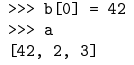 >>> b[0] = 42
>>> a
[42, 2, 3]